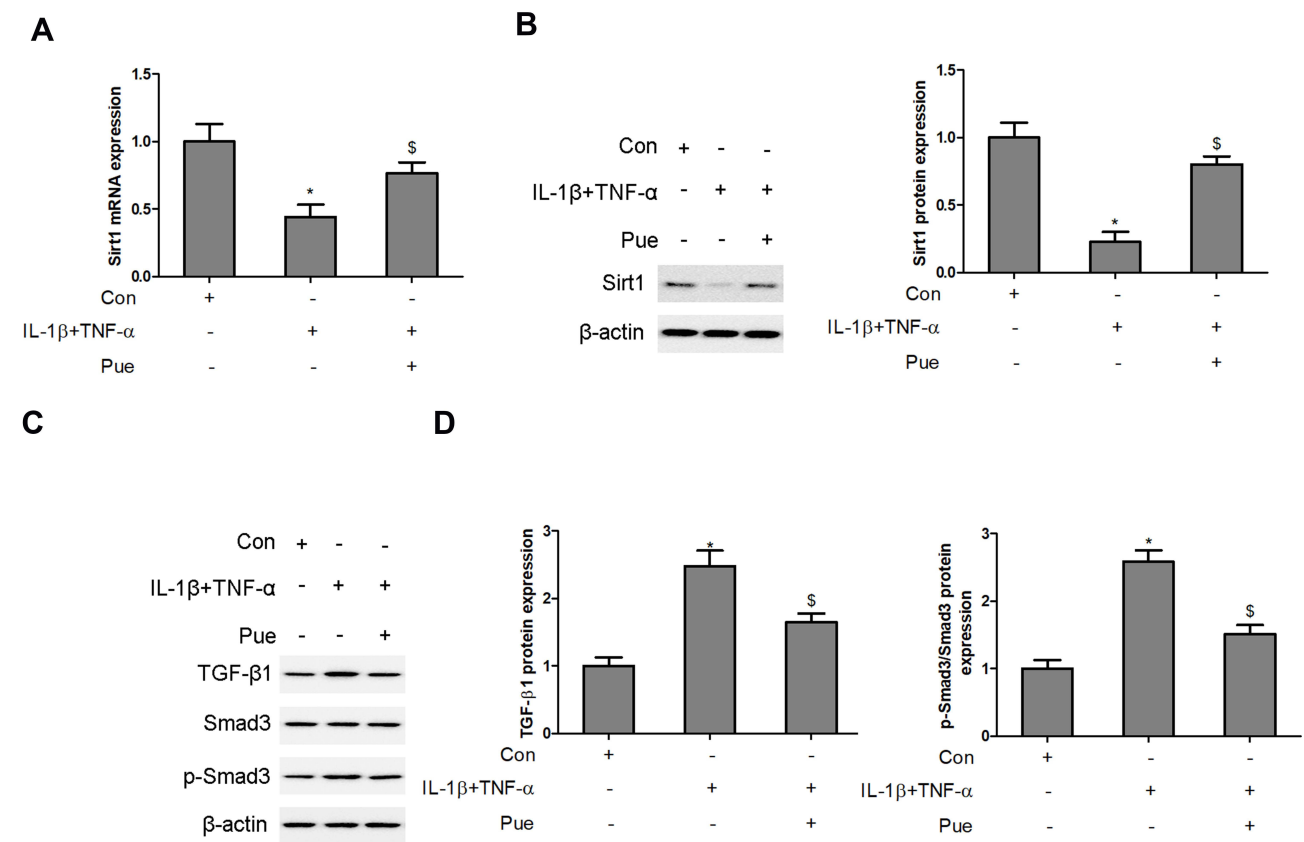 A
Sirt1 mRNA expression
1.5
1.0
0.5
0.0
*
$
Con + - -
IL-1β+TNF-α - + +
Pue - - +
B
Con + - -
IL-1β+TNF-α - + +
Pue - - +
Sirt1
β-actin
Sirt1 protein expression
1.5
1.0
0.5
0.0
*
$
Con + - -
IL-1β+TNF-α - + +
Pue - - +
C
Con + - -
IL-1β+TNF-α - + +
Pue - - +
TGF-β1
Smad3
p-Smad3
β-actin
D
TGF-β1 protein expression
3
2
1
0
*
$
Con + - -
IL-1β+TNF-α - + +
Pue - - +
p-Smad3/Smad3 protein
expression
3
2
1
0
*
$
Con + - -
IL-1β+TNF-α - + +
Pue - - +